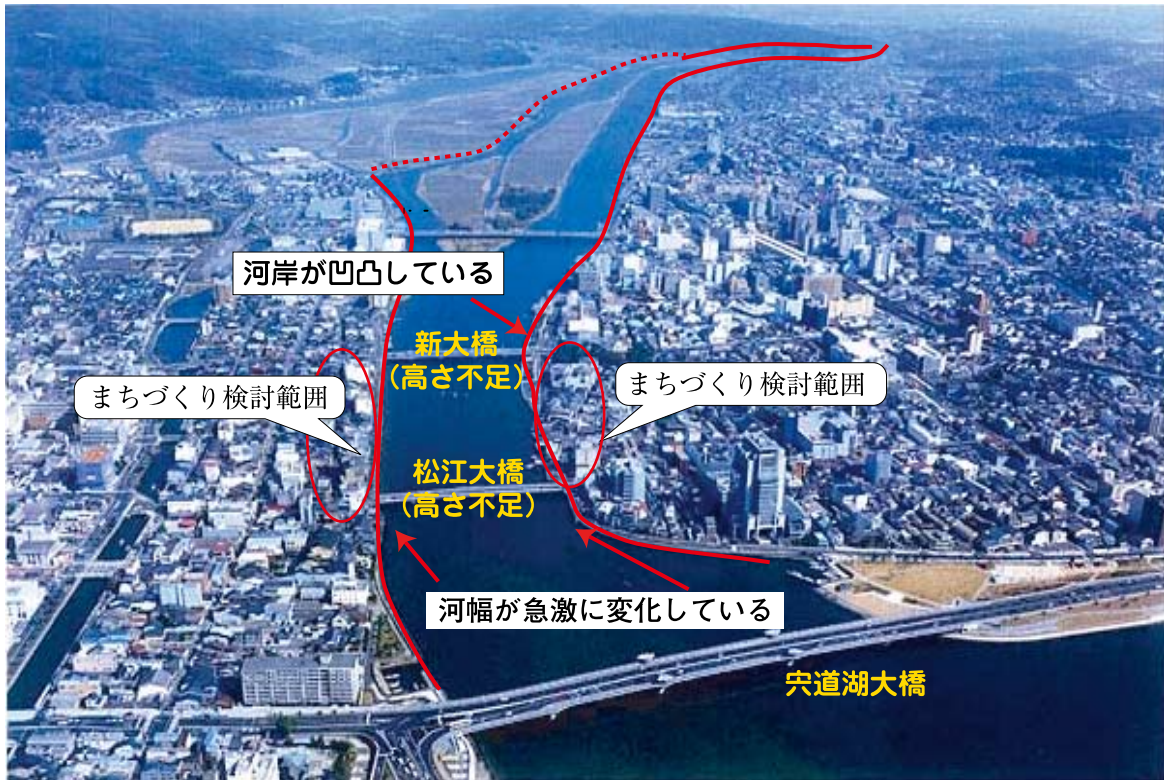 河岸が凹凸している
新大橋
（高さ不足）
まちづくり検討範囲
まちづくり検討範囲
松江大橋
（高さ不足）
河幅が急激に変化している
宍道湖大橋